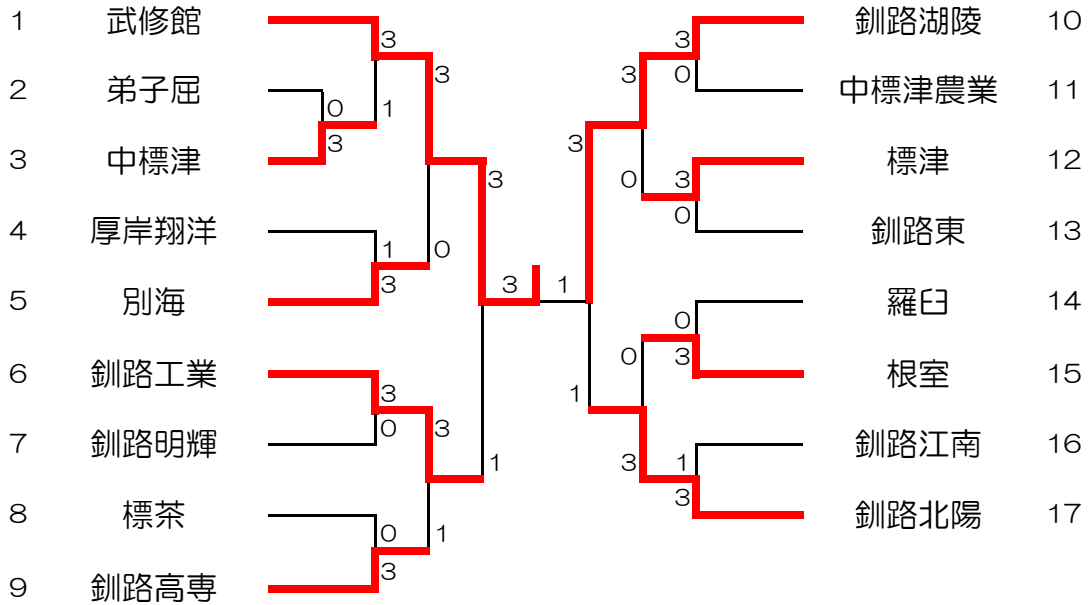 1 武修館 3 3 釧路湖陵 10
3 3 0
2 弟子屈 0 1 中標津農業 11
3 中標津 3 3 標津 12
3 0 3
4 厚岸翔洋 1 0 0 釧路東 13
5 別海 3 3 1 羅臼 14
0
6 釧路工業 0 3 根室 15
3 1
7 釧路明輝 0 3 釧路江南 16
1 3 1
8 標茶 3 釧路北陽 17
0 1
9 釧路高専 3